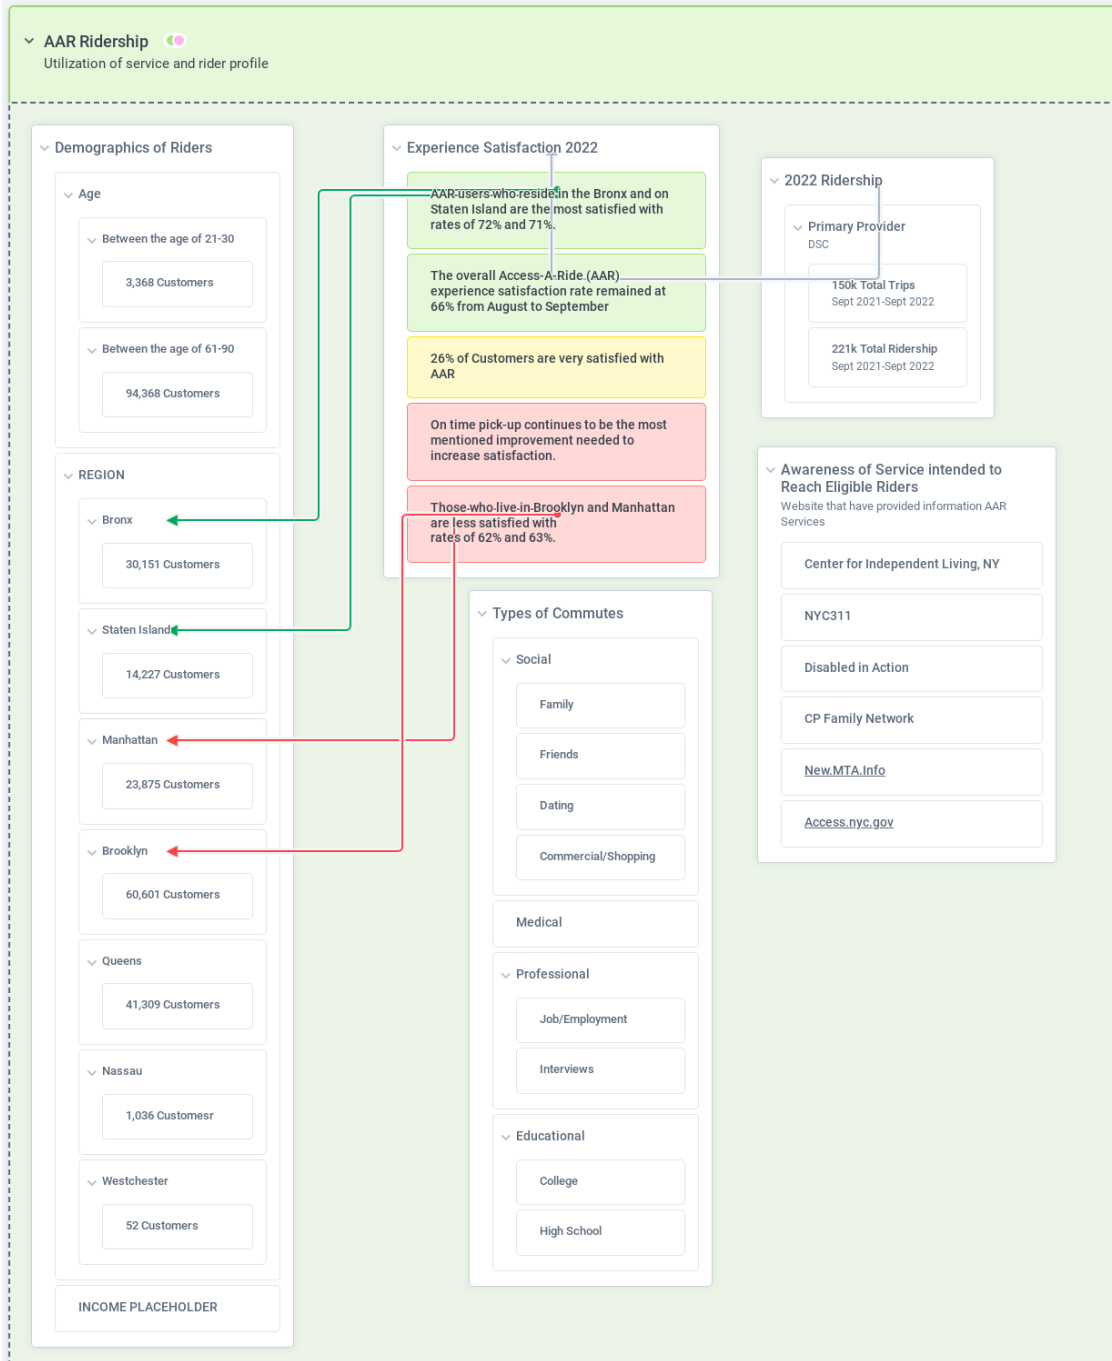 AAR Ridership
Utilization of service and rider profile
Demographics of Riders
Age
Between the age of 21-30
3,368 Customers
Between the age of 61-90
94,368 Customers
REGION
Bronx
30,151 Customers
Staten Island
14,227 Customers
Manhattan
23,875 Customers
Brooklyn
60,601 Customers
Queens
41,309 Customers
Nassau
1,036 Customesr
Westchester
52 Customers
INCOME PLACEHOLDER
Experience Satisfaction 2022
AAR users who reside in the Bronx and on
Staten Island are the most satisfied with
rates of 72% and 71%.
The overall Access-A-Ride (AAR)
experience satisfaction rate remained at
66% from August to September
26% of Customers are very satisfied with
AAR
On time pick-up continues to be the most
mentioned improvement needed to
increase satisfaction.
Those who live in Brooklyn and Manhattan
are less satisfied with
rates of 62% and 63%.
Types of Commutes
Social
Family
Friends
Dating
Commercial/Shopping
Medical
Professional
Job/Employment
Interviews
Educational
College
High School
2022 Ridership
Primary Provider
DSC
150k Total Trips
Sept 2021-Sept 2022
221k Total Ridership
Sept 2021-Sept 2022
Awareness of Service intended to
Reach Eligible Riders
Website that have provided information AAR
Services
Center for Independent Living, NY
NYC311
Disabled in Action
CP Family Network
New.MTA.Info
Access.nyc.gov